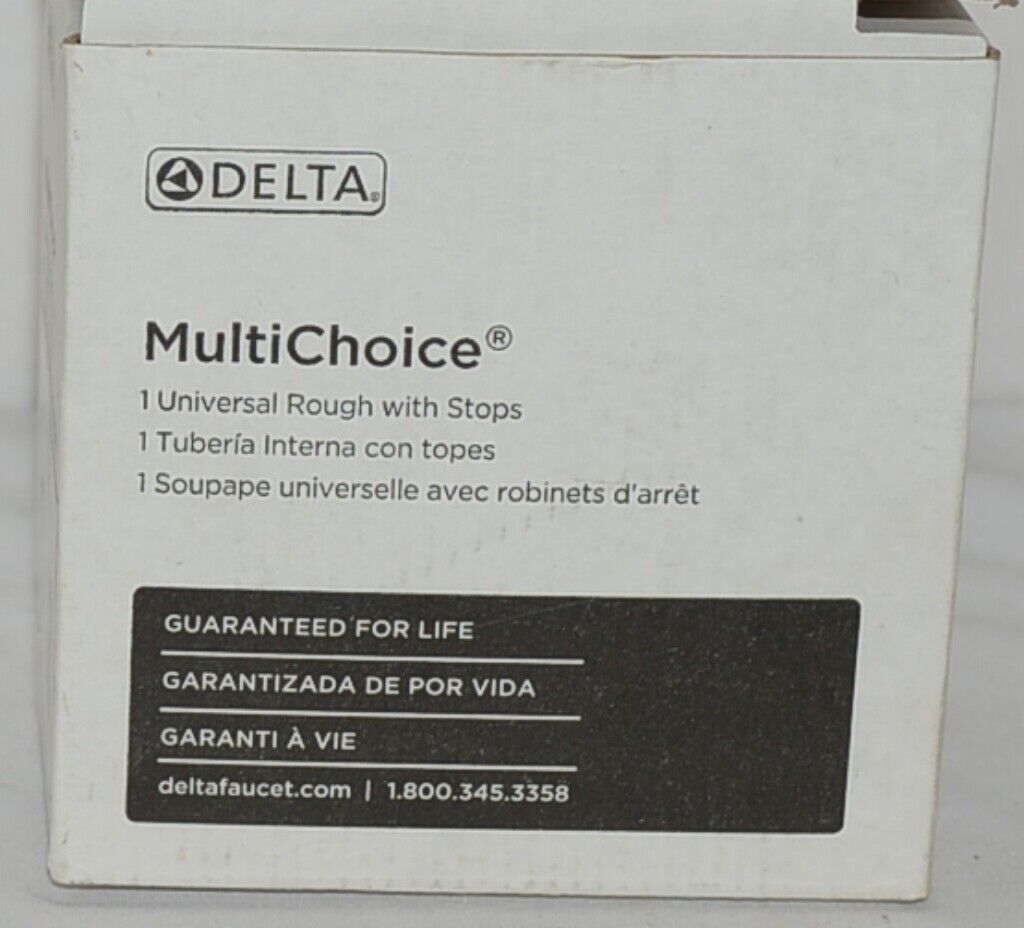 DELTA®
MultiChoice®
1 Universal Rough with Stops
1 Tubería Interna con topes
1 Soupape universelle avec robinets d'arrêt
GUARANTEED FOR LIFE
GARANTIZADA DE POR VIDA
GARANTI À VIE
deltafaucet.com | 1.800.345.3358